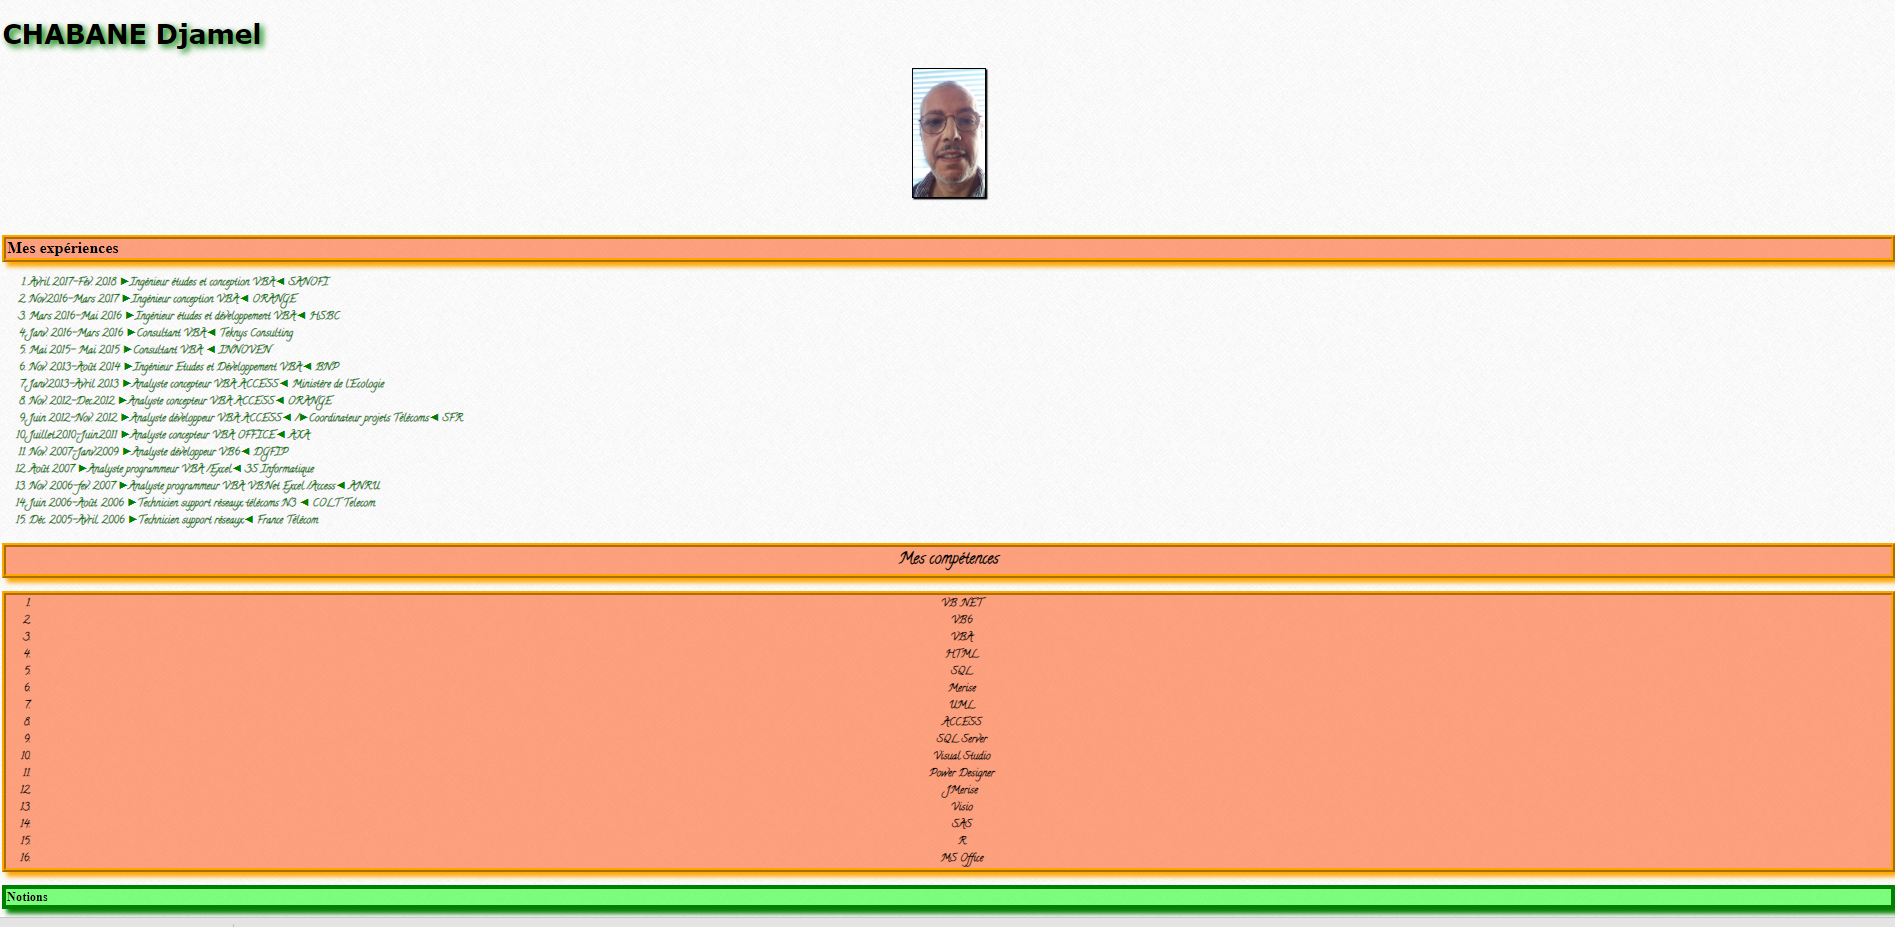 CHABANE Djamel
Mes expériences
1. Avril 2017-Fév. 2018 ►Ingénieur études et conception VBA◄ SANOFI
2. Nov.2016-Mars 2017 ►Ingénieur conception VBA◄ ORANGE
3. Mars 2016-Mai 2016 ►Ingénieur études et développement VBA◄ HSBC
4. Janv. 2016-Mars 2016 ►Consultant VBA◄ Teknys Consulting
5. Mai 2015- Mai 2015 ►Consultant VBA ◄ INNOVEN
6. Nov. 2013-Août 2014 ►Ingénieur Etudes et Développement VBA◄ BNP
7. Janv.2013-Avril 2013 ►Analyste concepteur VBA ACCESS◄ Ministère de l'Ecologie
8. Nov. 2012-Dec.2012 ►Analyste concepteur VBA ACCESS◄ ORANGE
9. Juin 2012-Nov. 2012 ►Analyste développeur VBA ACCESS◄ /►Coordinateur projets Télécoms◄ SFR
10. Juillet2010-Juin2011 ►Analyste concepteur VBA OFFICE◄ AXA
11. Nov. 2007-Janv.2009 ►Analyste développeur VB6◄ DGFIP
12. Août 2007 ►Analyste programmeur VBA /Excel◄ 3S Informatique
13. Nov. 2006-fev. 2007 ►Analyste programmeur VBA VB.Net Excel /Access◄ ANRU
14. Juin 2006-Août 2006 ►Technicien support réseaux télécoms N3 ◄ COLT Telecom
15. Déc. 2005-Avril 2006 ►Technicien support réseaux◄ France Télécom
Mes compétences
1. VB .NET
2. VB6
3. VBA
4. HTML
5. SQL
6. Merise
7. UML
8. ACCESS
9. SQL Server
10. Visual Studio
11. Power Designer
12. JMerise
13. Visio
14. SAS
15. R
16. MS Office
Notions